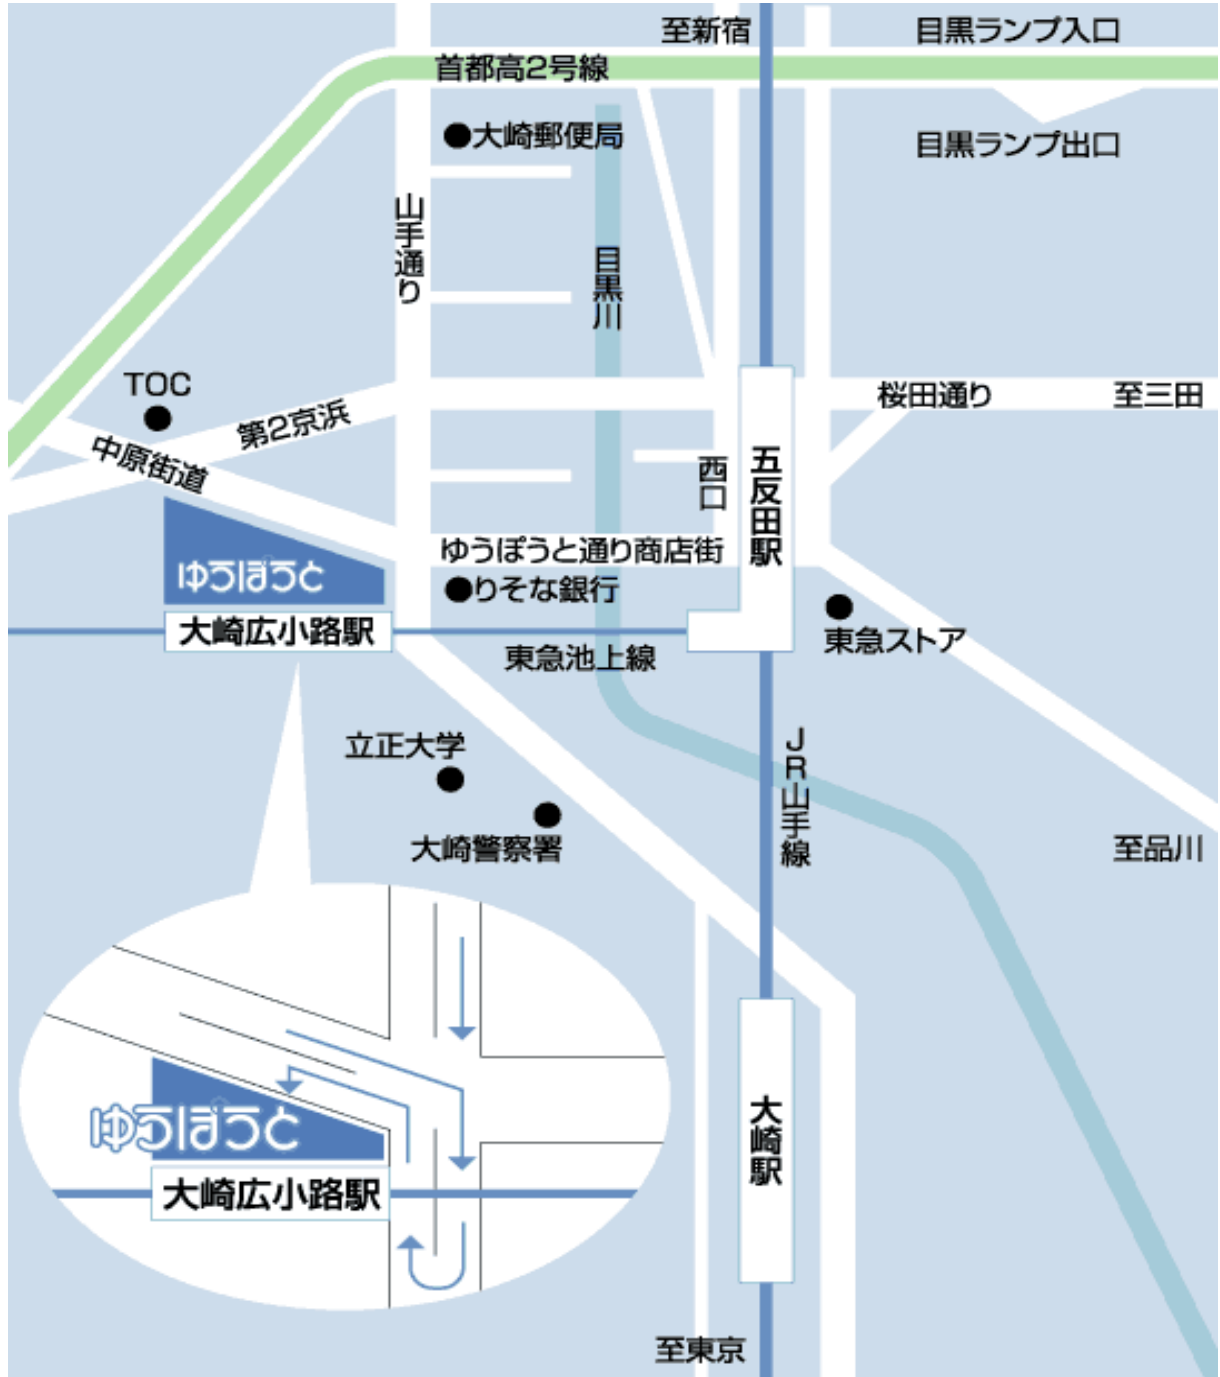 至新宿
目黒ランプ入口
首都高2号線
大崎郵便局
目黒ランプ出口
山手通り
目黒川
TOC
第2京浜
桜田通り
至三田
中原街道
西口
五反田駅
ゆうぽうと通り商店街
ゆうぽうと
りそな銀行
大崎広小路駅
東急池上線
東急ストア
立正大学
JR山手線
大崎警察署
至品川
ゆうぽうと
大崎広小路駅
大崎駅
至東京